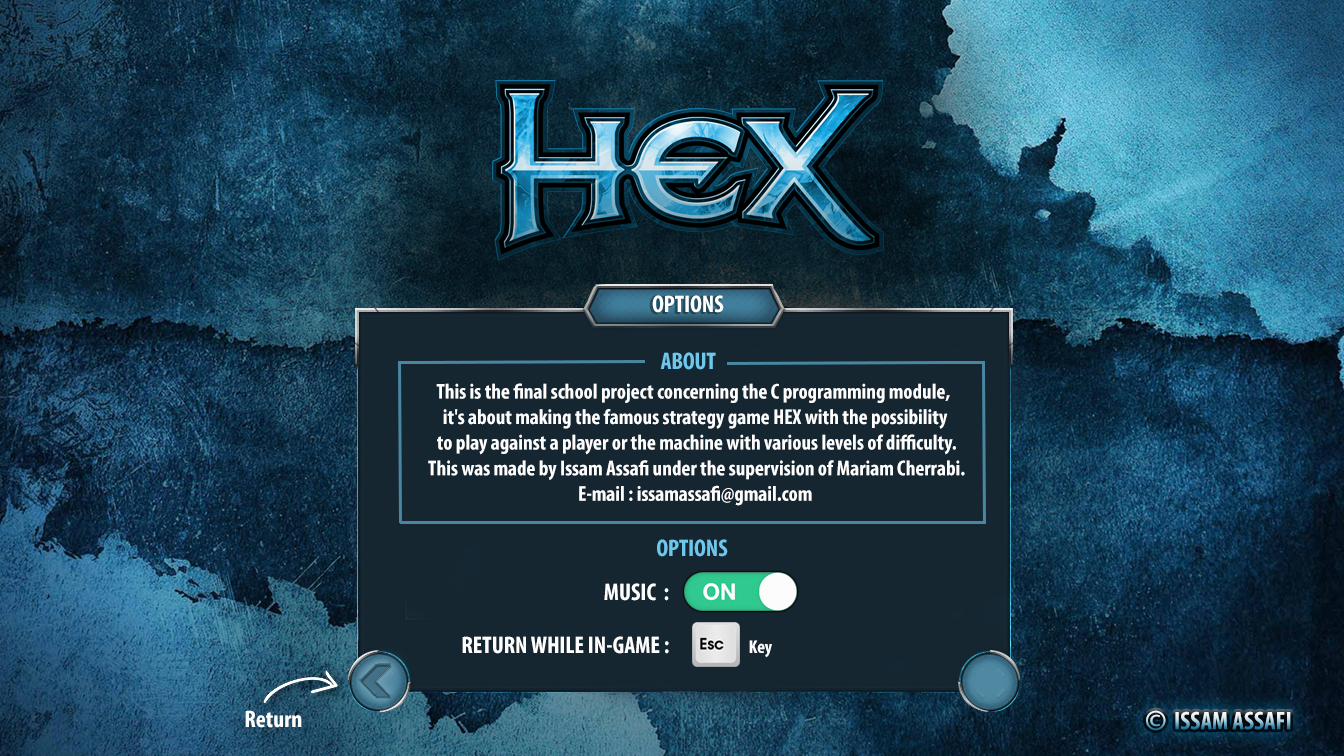 HEX
OPTIONS
ABOUT
This is the final school project concerning the C programming module,
it's about making the famous strategy game HEX with the possibility
to play against a player or the machine with various levels of difficulty.
This was made by Issam Assafi under the supervision of Mariam Cherrabi.
E-mail : issamassafi@gmail.com
OPTIONS
MUSIC : ON
RETURN WHILE IN-GAME : Esc Key
Return
© ISSAM ASSAFI